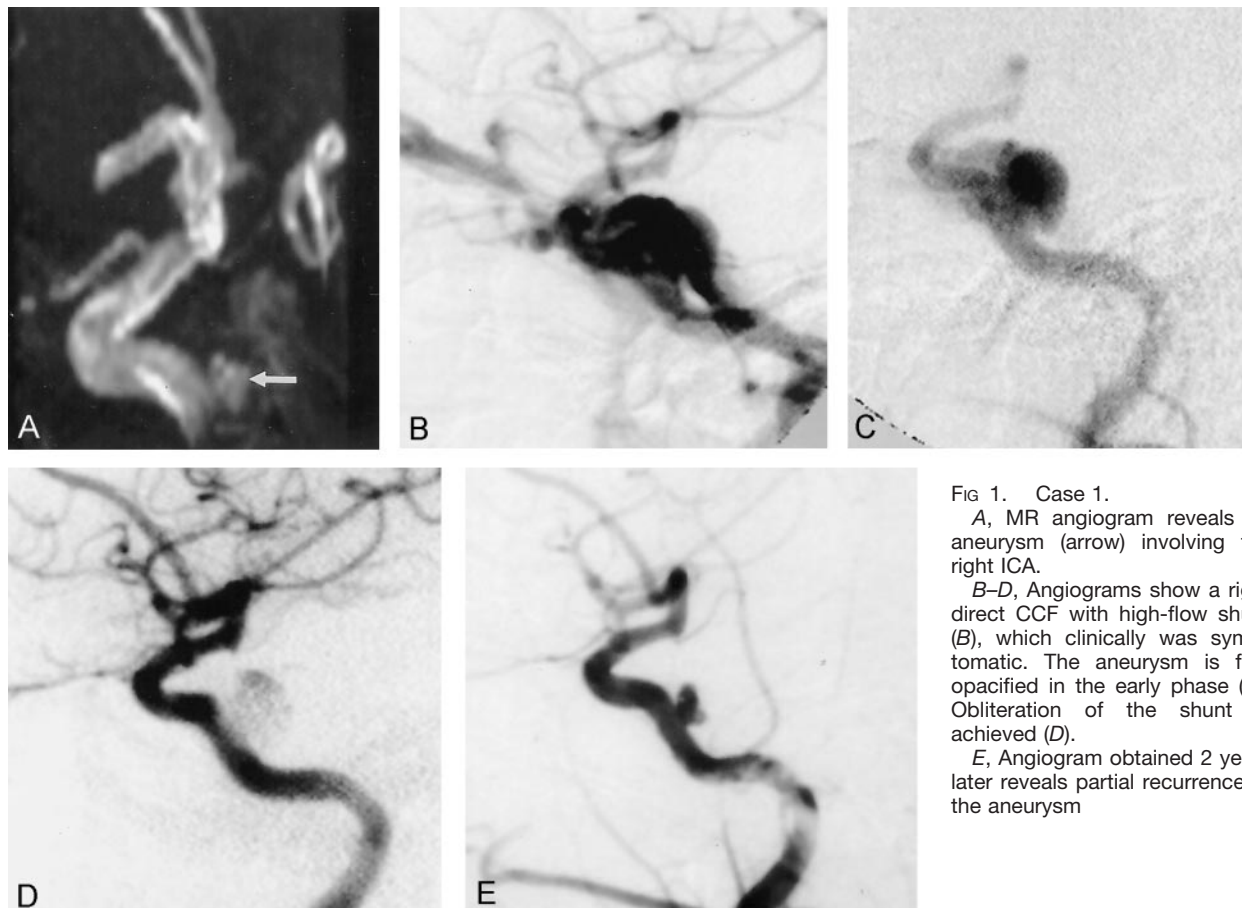 A
B
C
D
E
FIG 1. Case 1.
A, MR angiogram reveals
aneurysm (arrow) involving
right ICA.
B–D, Angiograms show a
direct CCF with high-flow
(B), which clinically was
tomatic. The aneurysm is
opacified in the early phase
Obliteration of the shunt
achieved (D).
E, Angiogram obtained 2
later reveals partial recurrence
the aneurysm